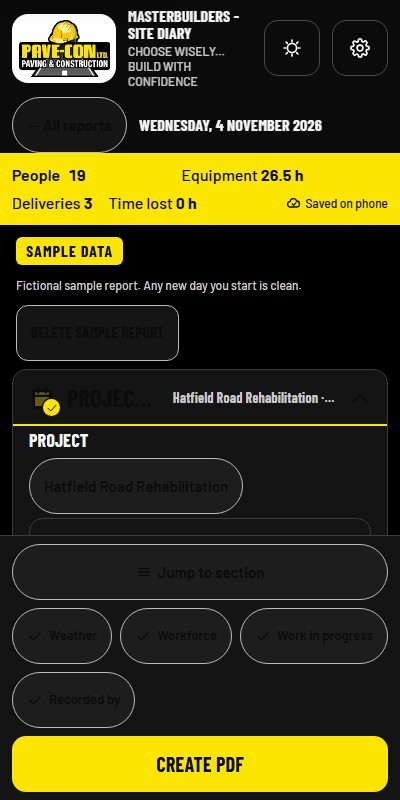 PAVE-CON LTD.
PAVING & CONSTRUCTION
MASTERBUILDERS -
SITE DIARY
CHOOSE WISELY...
BUILD WITH
CONFIDENCE
← All reports
WEDNESDAY, 4 NOVEMBER 2026
People 19
Equipment 26.5 h
Deliveries 3
Time lost 0 h
Saved on phone
SAMPLE DATA
Fictional sample report. Any new day you start is clean.
DELETE SAMPLE REPORT
PROJEC...
Hatfield Road Rehabilitation ·...
PROJECT
Hatfield Road Rehabilitation
Jump to section
Weather
Workforce
Work in progress
Recorded by
CREATE PDF